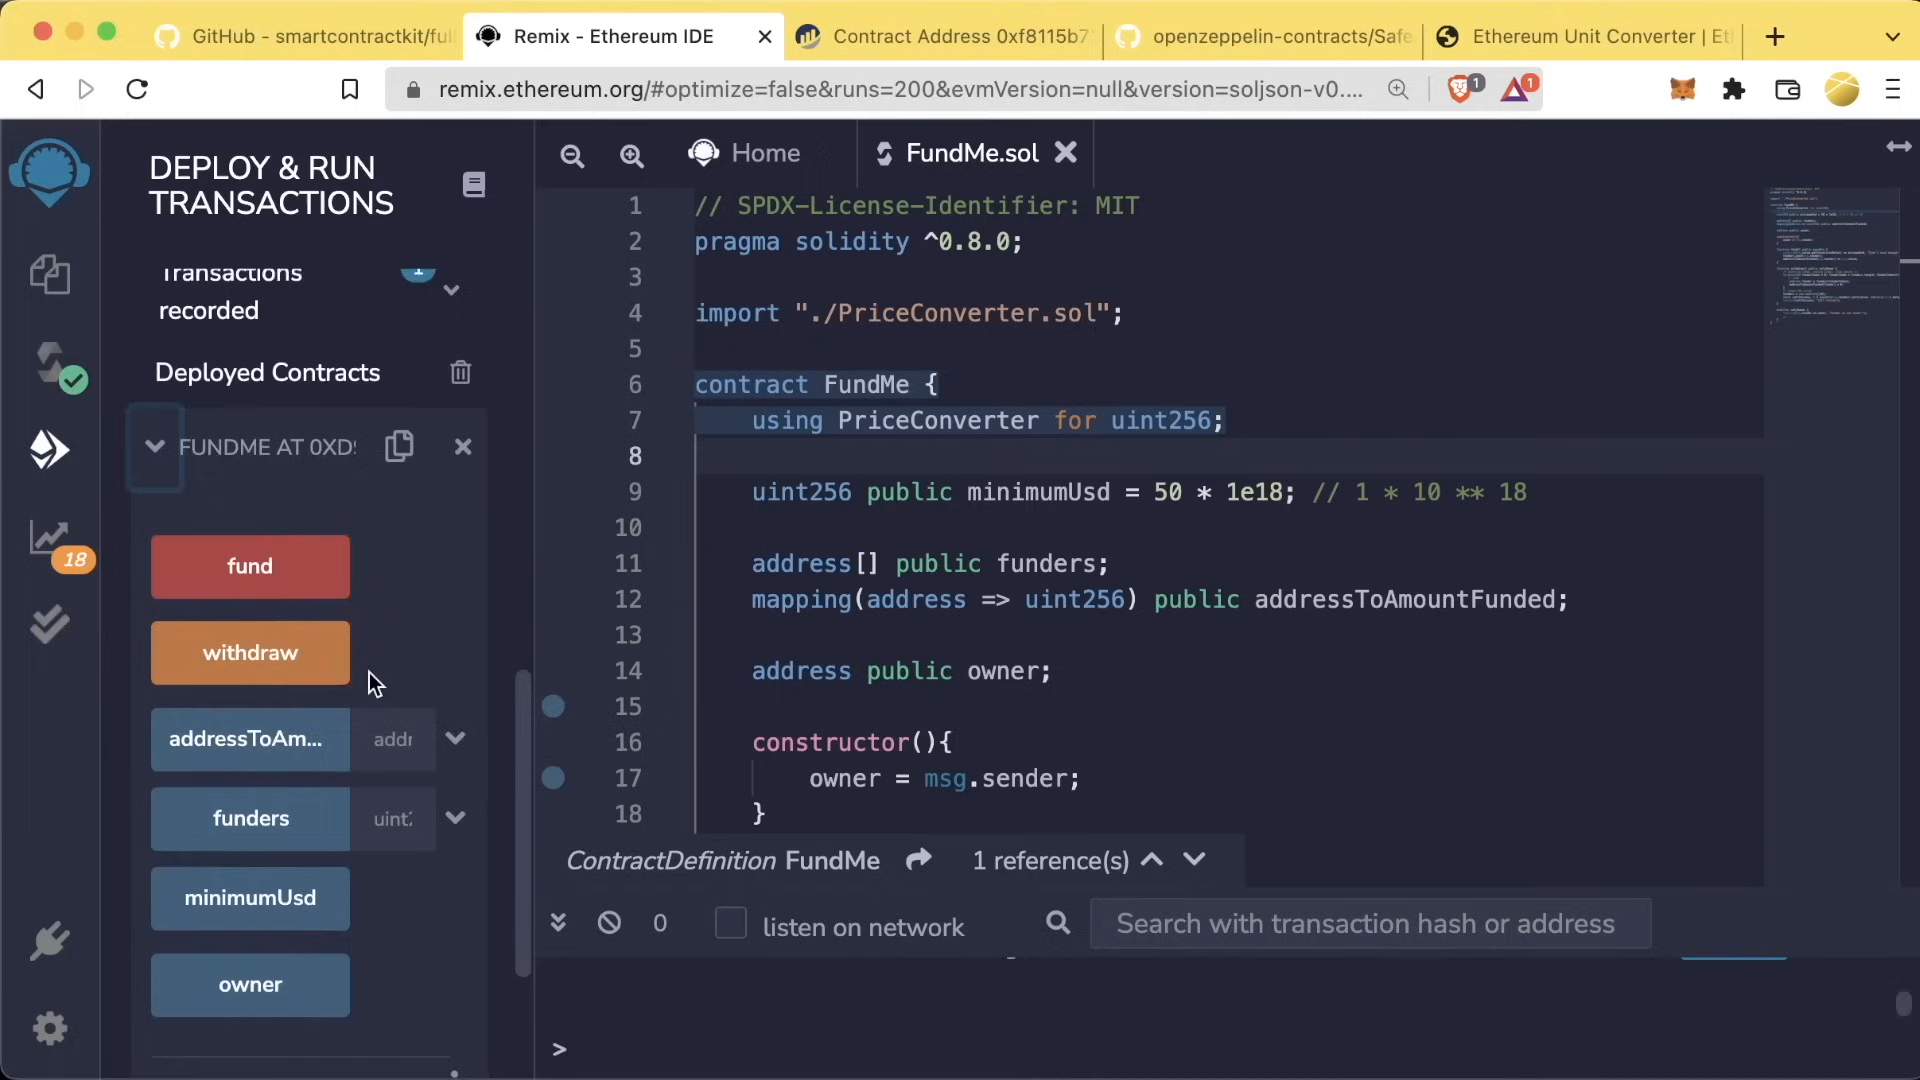 GitHub - smartcontractkit/full
Remix - Ethereum IDE
Contract Address 0xf8115b7
openzeppelin-contracts/Safe
Ethereum Unit Converter | Et
remix.ethereum.org/#optimize=false&runs=200&evmVersion=null&version=soljson-v0....
1
1
DEPLOY & RUN
TRANSACTIONS
Transactions
recorded
1
Deployed Contracts
FUNDME AT 0XD9
fund
withdraw
addressToAm...
addr
funders
uint2
minimumUsd
owner
18
Home
FundMe.sol
1 // SPDX-License-Identifier: MIT
2 pragma solidity ^0.8.0;
3
4 import "./PriceConverter.sol";
5
6 contract FundMe {
7 using PriceConverter for uint256;
8
9 uint256 public minimumUsd = 50 * 1e18; // 1 * 10 ** 18
10
11 address[] public funders;
12 mapping(address => uint256) public addressToAmountFunded;
13
14 address public owner;
15
16 constructor(){
17 owner = msg.sender;
18 }
ContractDefinition FundMe
1 reference(s)
0
listen on network
Search with transaction hash or address
>